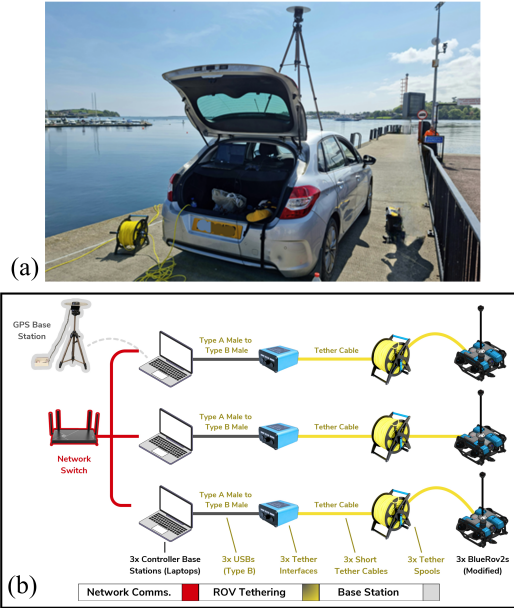 (a)
GPS Base
Station
Type A Male to
Type B Male
Tether Cable
Network
Switch
Type A Male to
Type B Male
Tether Cable
Type A Male to
Type B Male
Tether Cable
3x Controller Base
Stations (Laptops)
3x USBs
(Type B)
3x Tether
Interfaces
3x Short
Tether Cables
3x Tether
Spools
3x BlueRov2s
(Modified)
(b)
Network Comms.
ROV Tethering
Base Station